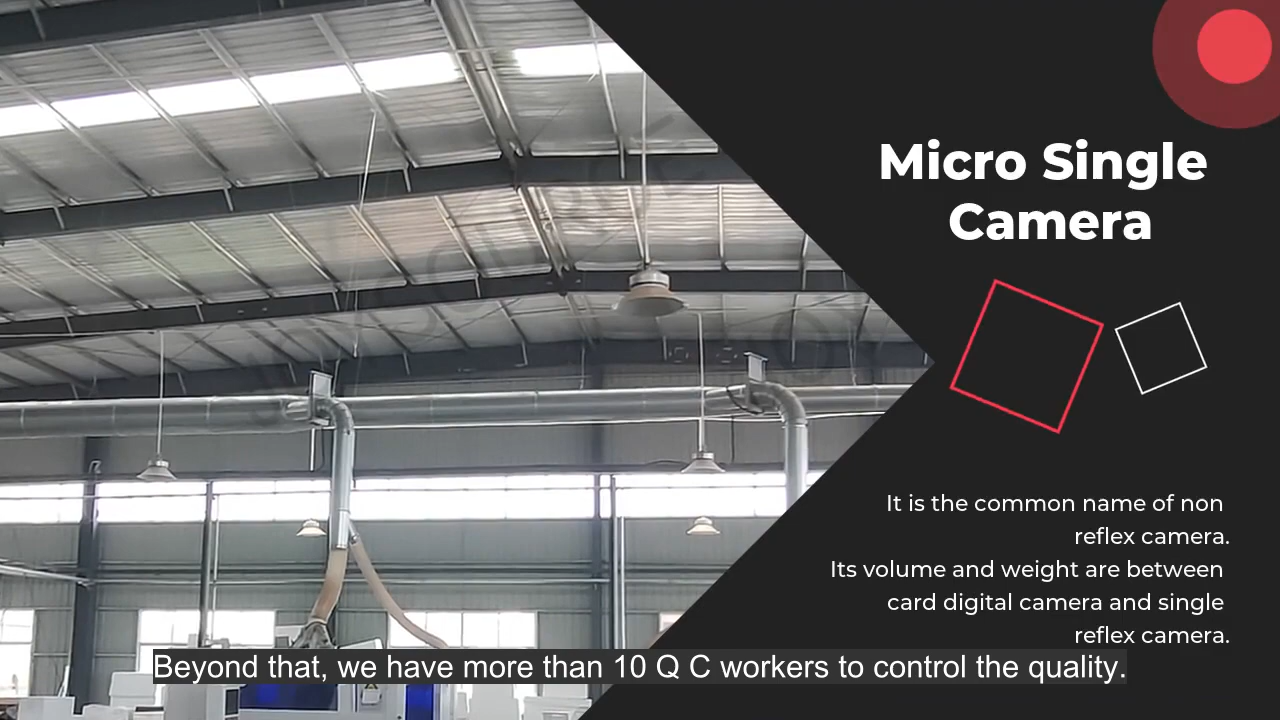 Micro Single
Camera
It is the common name of non
reflex camera.
Its volume and weight are between
card digital camera and single
reflex camera.
Beyond that, we have more than 10 Q C workers to control the quality.